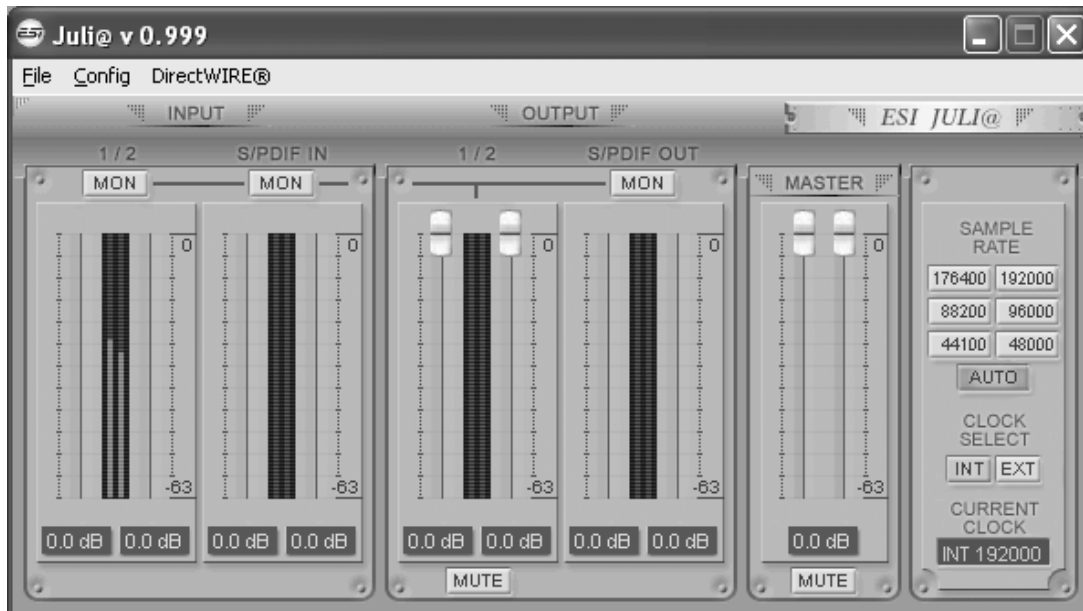 ESI Juli@ v 0.999
File Config DirectWIRE®
INPUT OUTPUT ESI JULI@
1 / 2 S/PDIF IN 1 / 2 S/PDIF OUT
MON MON MON MASTER
0 0 0 0 0
SAMPLE RATE
176400 192000
88200 96000
44100 48000
AUTO
CLOCK SELECT
INT EXT
-63 -63 -63 -63 -63
CURRENT CLOCK
0.0 dB 0.0 dB 0.0 dB 0.0 dB 0.0 dB 0.0 dB 0.0 dB 0.0 dB 0.0 dB INT 192000
MUTE MUTE